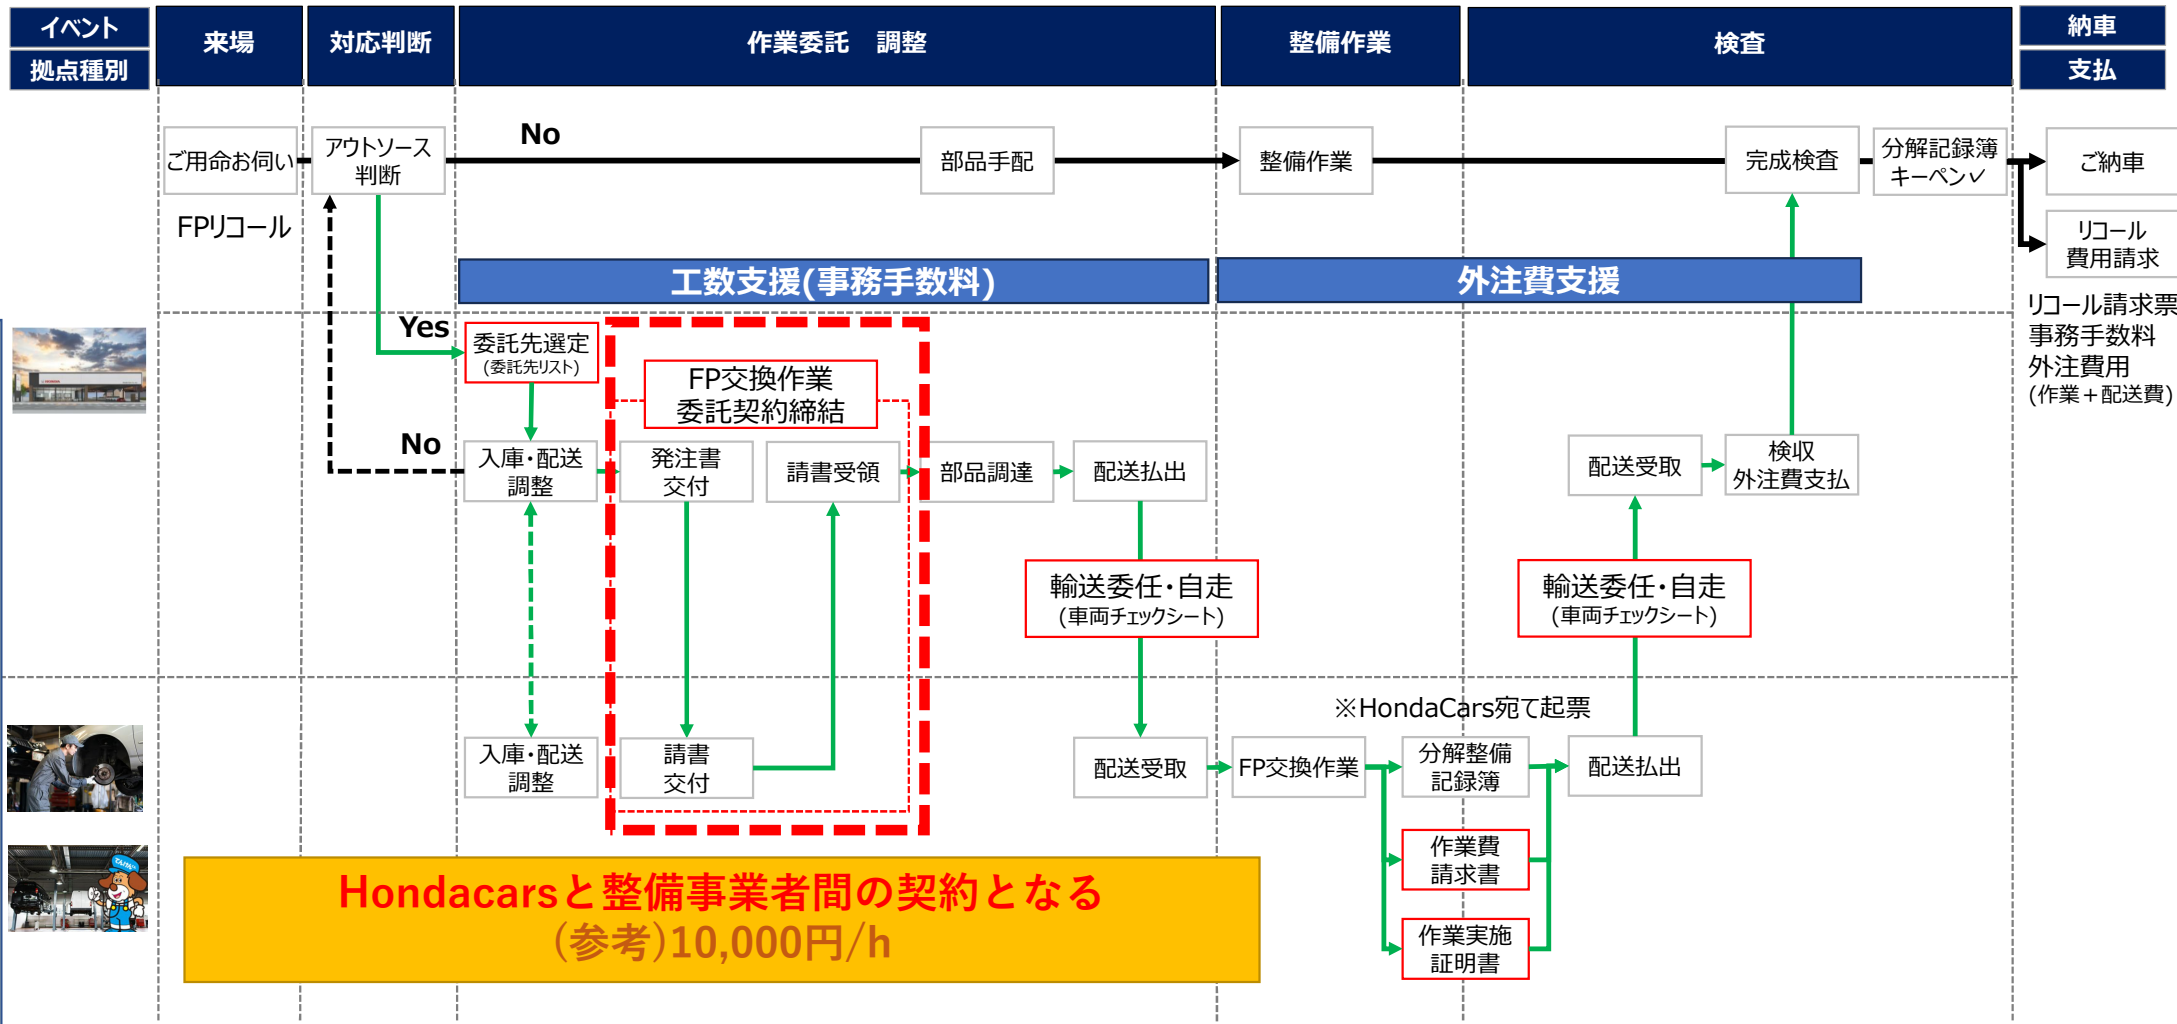 イベント
拠点種別
来場
対応判断
作業委託　調整
整備作業
検査
納車
支払
ご用命お伺い
アウトソース
判断
No
部品手配
整備作業
完成検査
分解記録簿
キーペン✓
ご納車
FPリコール
リコール
費用請求
工数支援(事務手数料)
外注費支援
リコール請求票
事務手数料
外注費用
(作業＋配送費)
Yes
委託先選定
(委託先リスト)
FP交換作業
委託契約締結
No
入庫・配送
調整
発注書
交付
請書受領
部品調達
配送払出
配送受取
検収
外注費支払
輸送委任・自走
(車両チェックシート)
輸送委任・自走
(車両チェックシート)
※HondaCars宛て起票
入庫・配送
調整
請書
交付
配送受取
FP交換作業
分解整備
記録簿
配送払出
作業費
請求書
作業実施
証明書
Hondacarsと整備事業者間の契約となる
(参考)10,000円/h